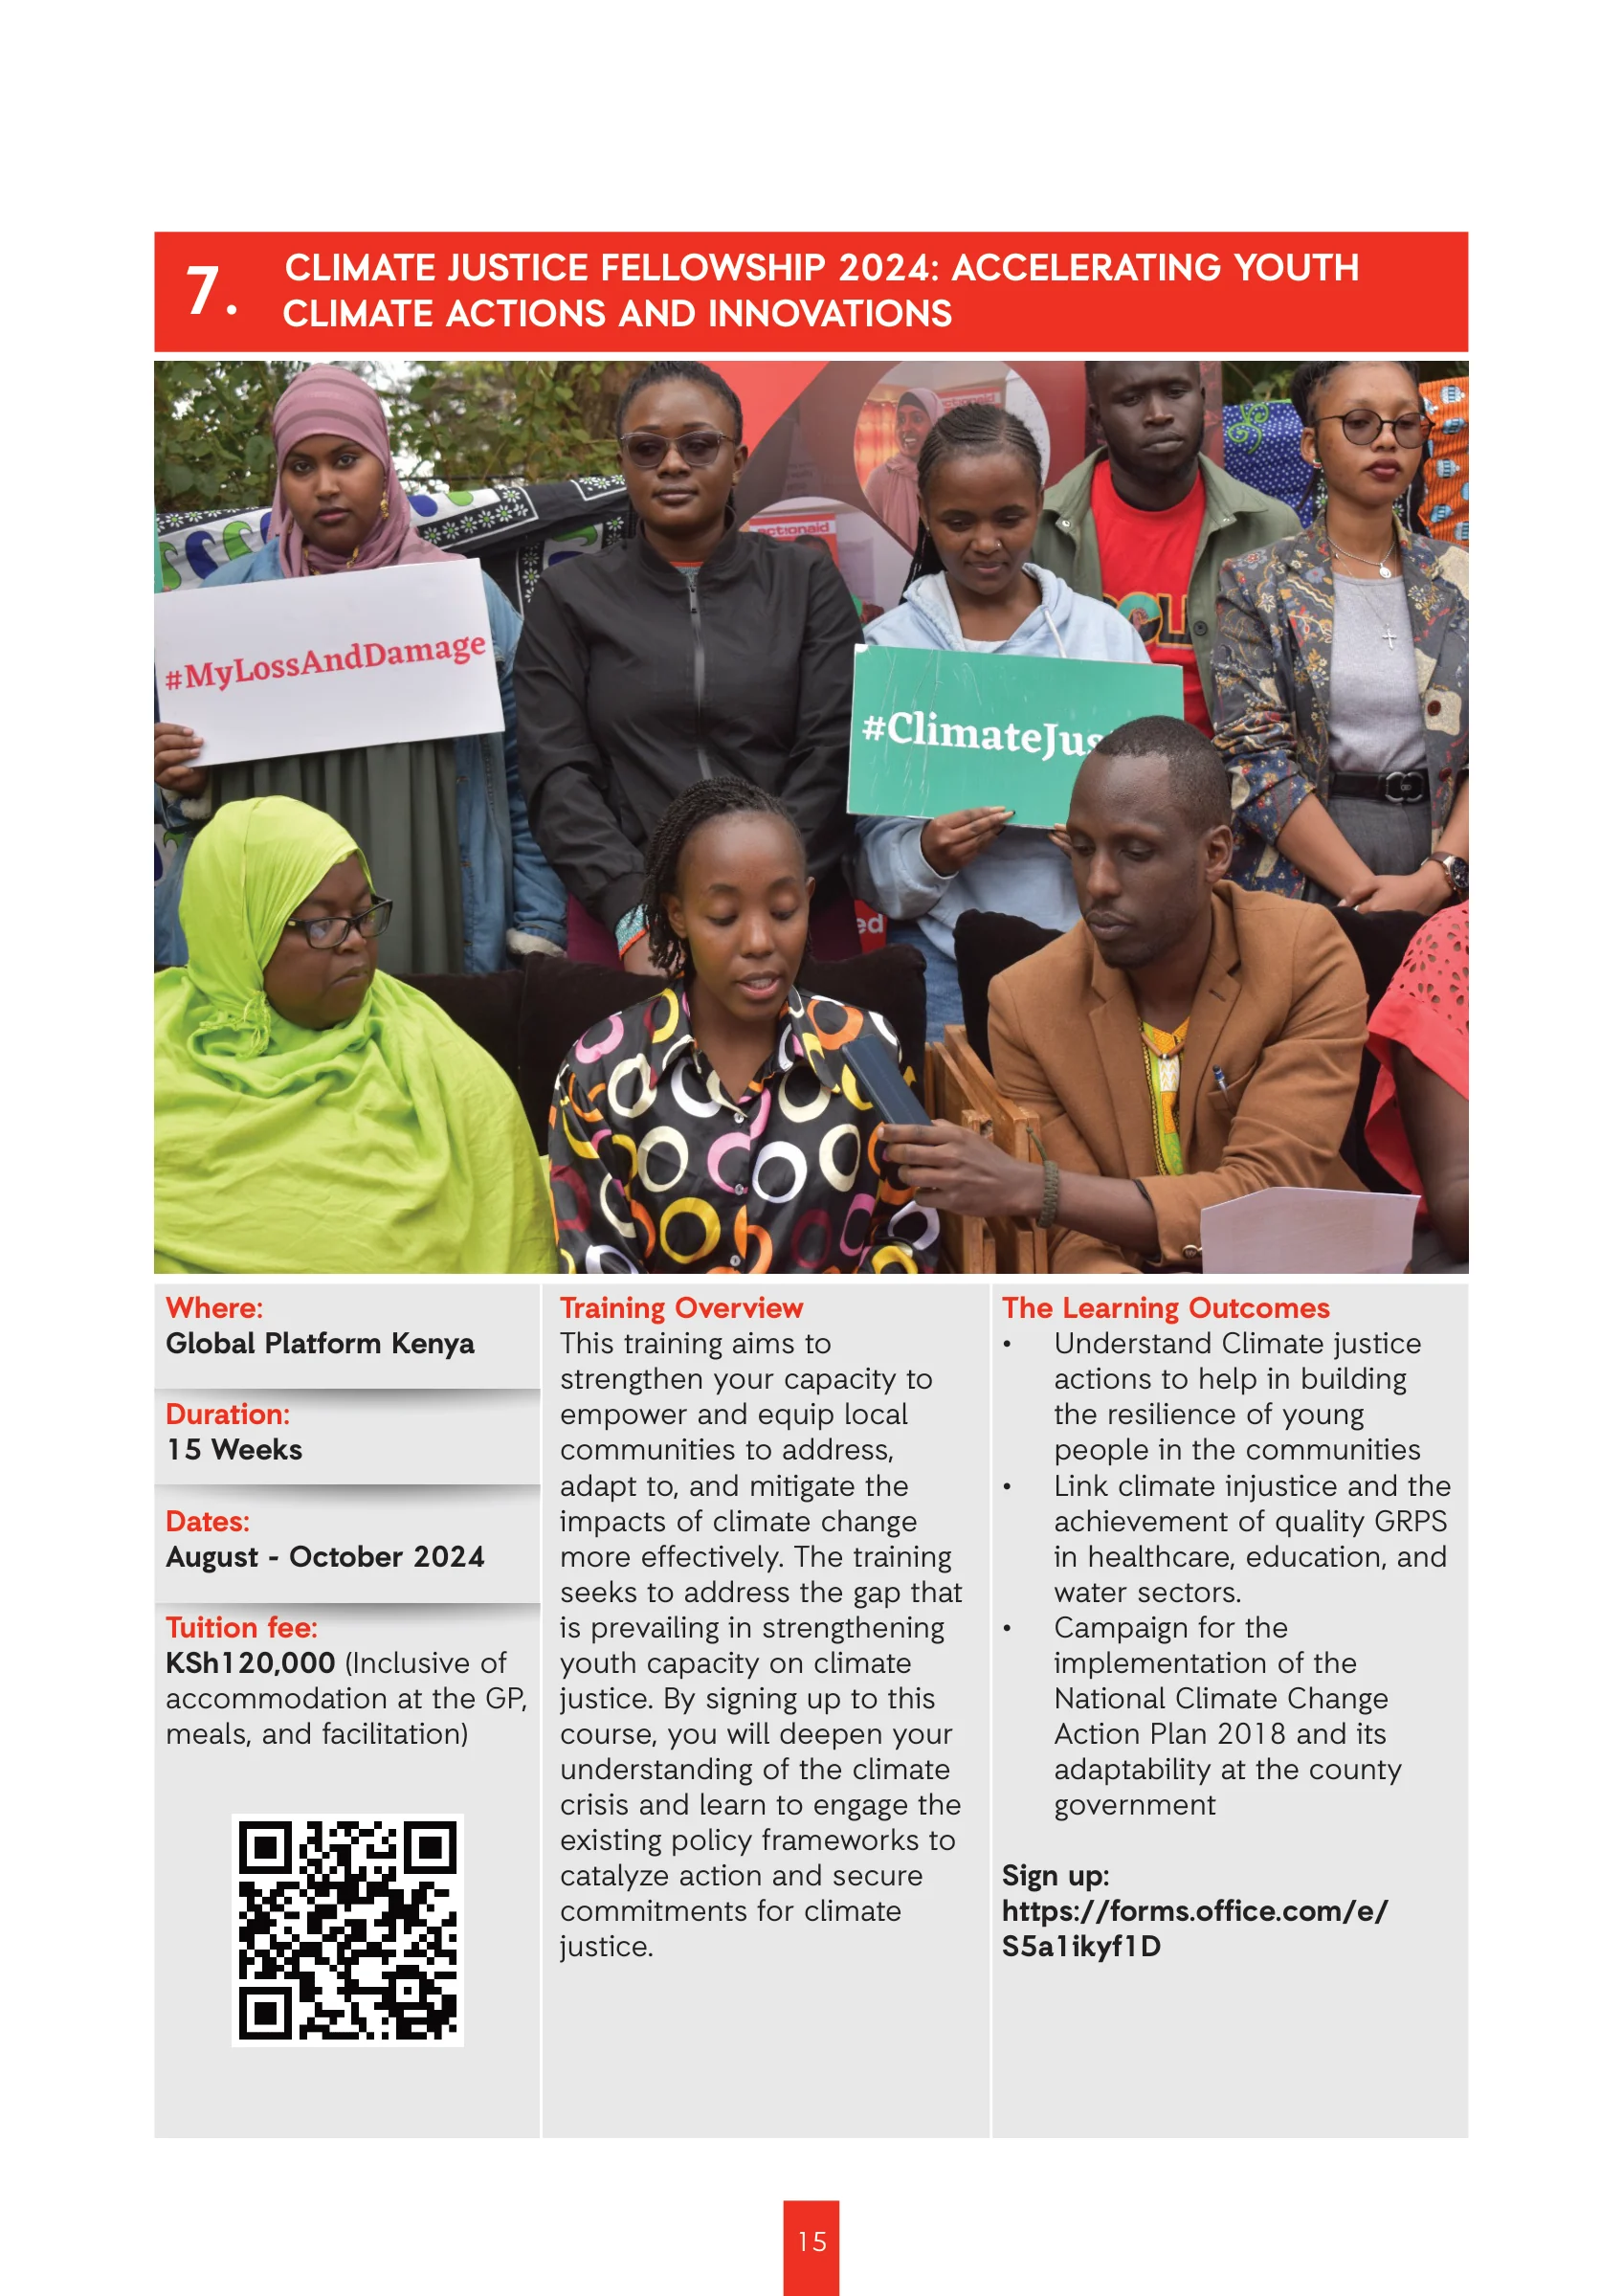 7.
CLIMATE JUSTICE FELLOWSHIP 2024: ACCELERATING YOUTH
CLIMATE ACTIONS AND INNOVATIONS
actionaid
#MyLossAndDamage
#ClimateJus
ed
Where:
Global Platform Kenya
Duration:
15 Weeks
Dates:
August - October 2024
Tuition fee:
KSh120,000 (Inclusive of
accommodation at the GP,
meals, and facilitation)
Training Overview
This training aims to
strengthen your capacity to
empower and equip local
communities to address,
adapt to, and mitigate the
impacts of climate change
more effectively. The training
seeks to address the gap that
is prevailing in strengthening
youth capacity on climate
justice. By signing up to this
course, you will deepen your
understanding of the climate
crisis and learn to engage the
existing policy frameworks to
catalyze action and secure
commitments for climate
justice.
The Learning Outcomes
• Understand Climate justice
actions to help in building
the resilience of young
people in the communities
• Link climate injustice and the
achievement of quality GRPS
in healthcare, education, and
water sectors.
• Campaign for the
implementation of the
National Climate Change
Action Plan 2018 and its
adaptability at the county
government
Sign up:
https://forms.office.com/e/
S5a1ikyf1D
15